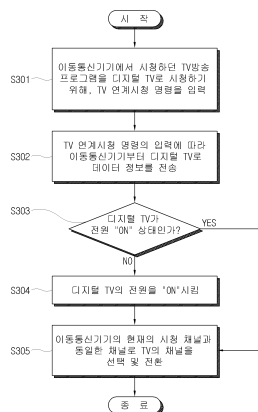 시 작
S301
이동통신기기에서 시청하던 TV방송
프로그램을 디지털 TV로 시청하기
위해, TV 연계시청 명령을 입력
S302
TV 연계시청 명령의 입력에 따라
이동통신기기부터 디지털 TV로
데이터 정보를 전송
S303
디지털 TV가
전원 "ON" 상태인가?
YES
NO
S304
디지털 TV의 전원을 "ON"시킴
S305
이동통신기기의 현재의 시청 채널과
동일한 채널로 TV의 채널을
선택 및 전환
종 료